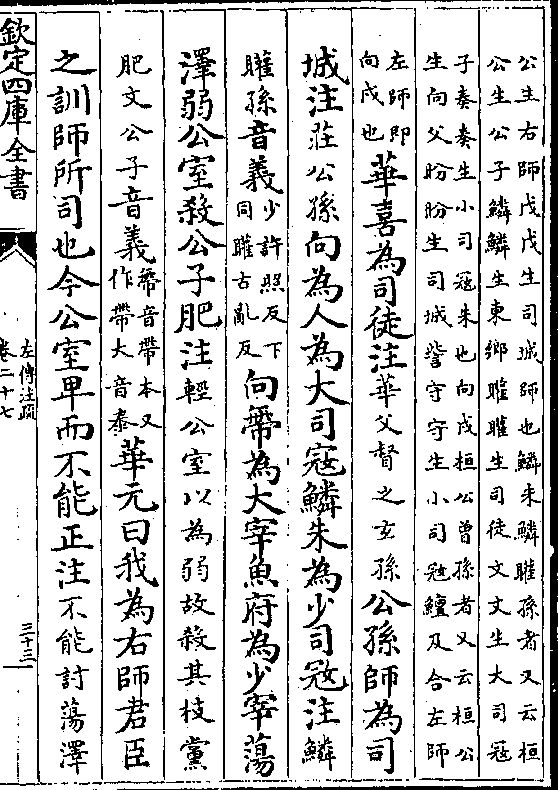 公生右師戊戊生司城師也鱗朱鱗矔孫者又云桓
公生公子鱗鱗生東鄉矔矔生司徒文文生大司寇
子奏奏生小司寇朱也向戌桓公曾孫者又云桓公
生向父盻盻生司城訾守守生小司寇鱣及合左師
左師即
向戌也
華喜為司徒注華父督之玄孫公孫師為司
城注莊公孫向為人為大司寇鱗朱為少司寇注鱗
矔孫音義
少許照反下
同矔古亂反
向𢃄為大宰魚府為少宰蕩
澤弱公室殺公子肥注輕公室以為弱故殺其枝黨
肥文公子音義
𢃄音帶本又
作帶大音泰
華元曰我為右師君臣
之訓師所司也今公室卑而不能正注不能討蕩澤
欽定四庫全書
左傳注疏
卷二十七
三十三